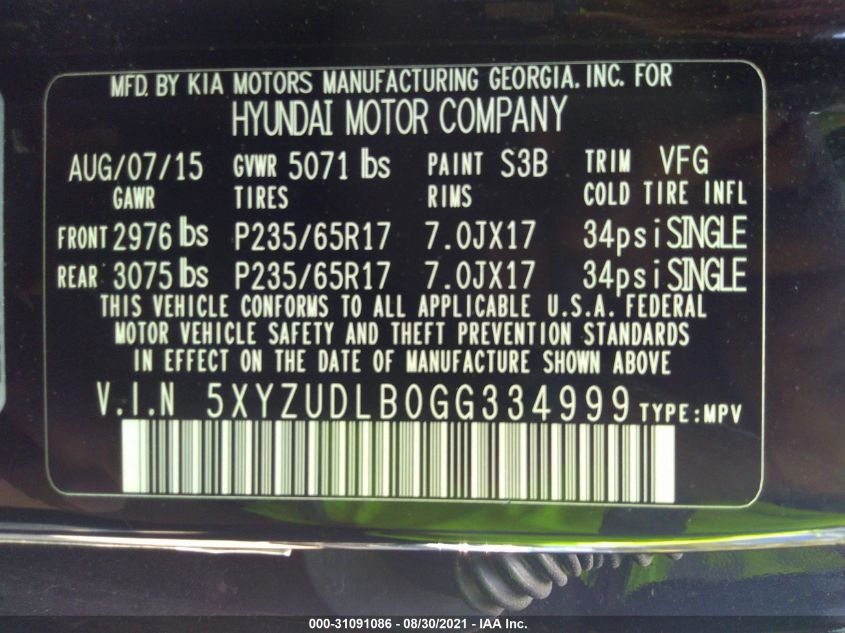 MFD. BY KIA MOTORS MANUFACTURING GEORGIA. INC. FOR
HYUNDAI MOTOR COMPANY
AUG/07/15 GVWR 5071 lbs PAINT S3B TRIM VFG
GAWR TIRES RIMS COLD TIRE INFL
FRONT 2976 lbs P235/65R17 7.0JX17 34psi SINGLE
REAR 3075 lbs P235/65R17 7.0JX17 34psi SINGLE
THIS VEHICLE CONFORMS TO ALL APPLICABLE U.S.A. FEDERAL
MOTOR VEHICLE SAFETY AND THEFT PREVENTION STANDARDS
IN EFFECT ON THE DATE OF MANUFACTURE SHOWN ABOVE
V.I.N 5XYZUDLB0GG334999 TYPE:MPV
000-31091086 - 08/30/2021 - IAA Inc.